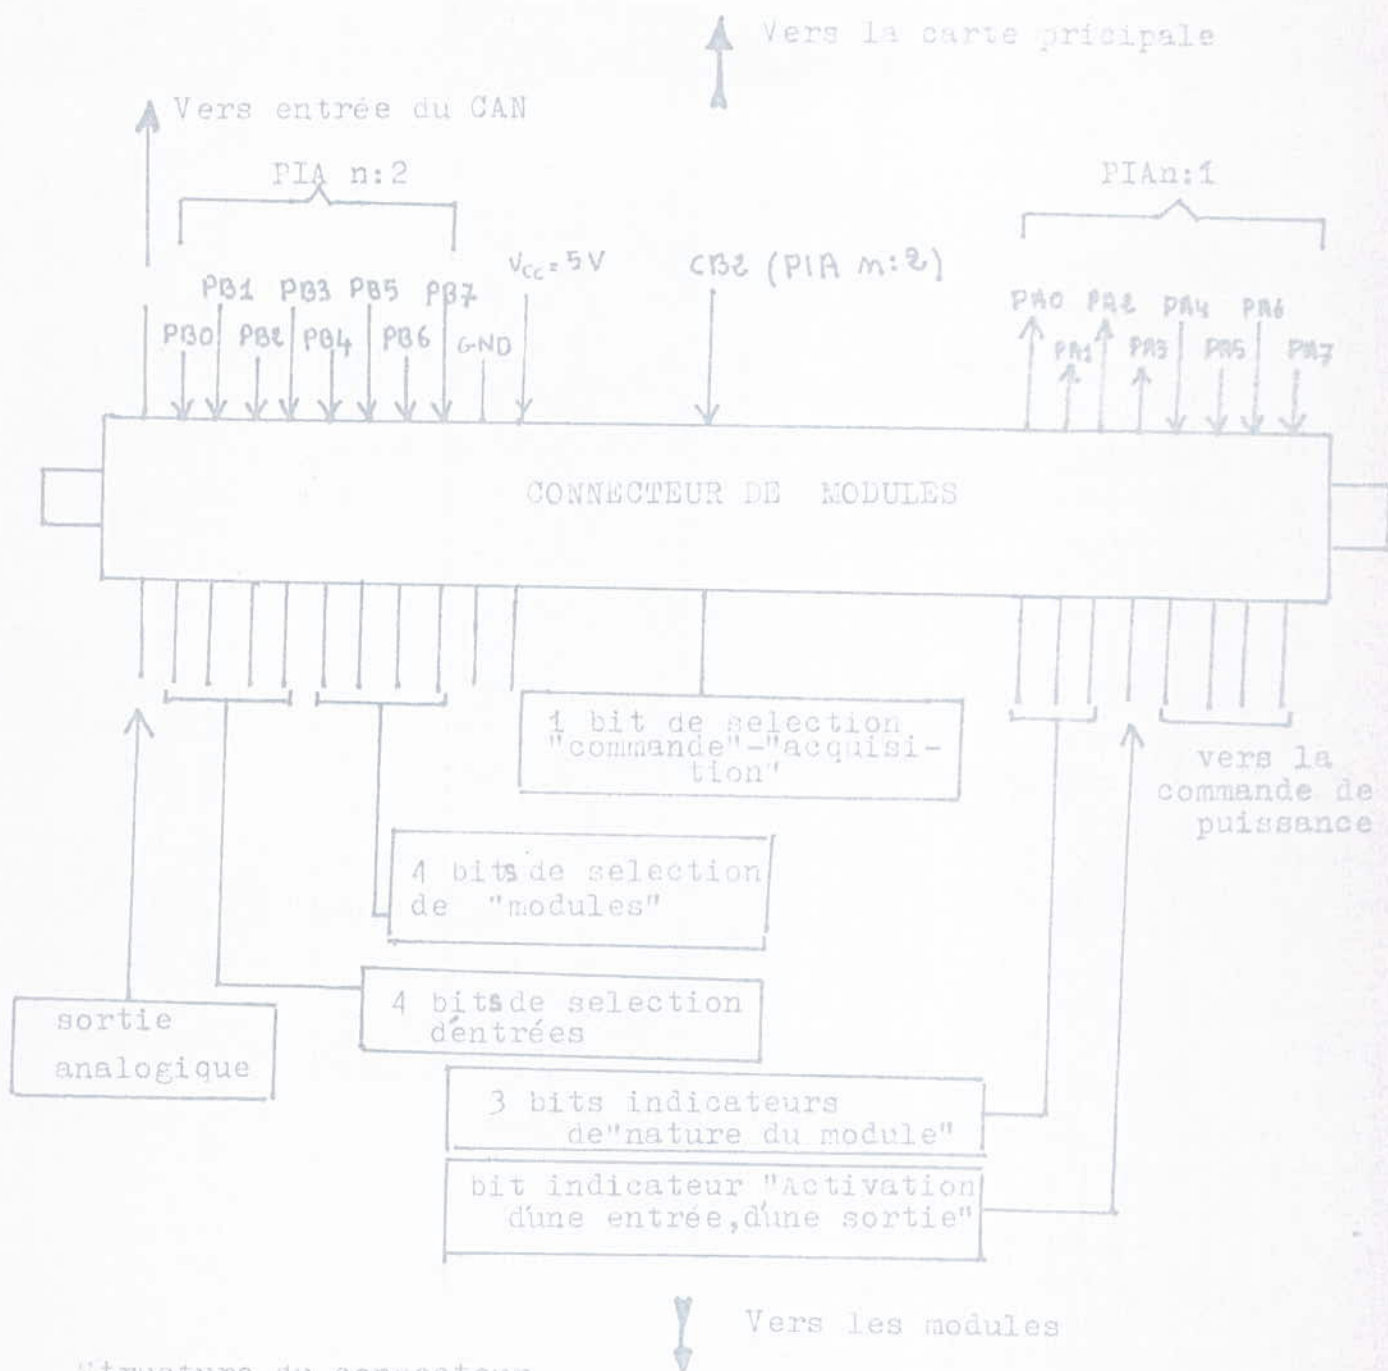 Vers la carte pricipale
Vers entrée du CAN
PIA n:2
PIAn:1
Vcc=5V
CB2 (PIA n:2)
PB1 PB3 PB5 PB7
PB0 PB2 PB4 PB6 GND
PA0 PA2 PA4 PA6
PA1 PA3 PA5 PA7
CONNECTEUR DE MODULES
1 bit de selection
"commande"-"acquisi-
tion"
vers la
commande de
puissance
4 bits de selection
de "modules"
4 bits de selection
d'entrées
sortie
analogique
3 bits indicateurs
de"nature du module"
bit indicateur "Activation
d'une entrée,d'une sortie"
Vers les modules
du connecteur